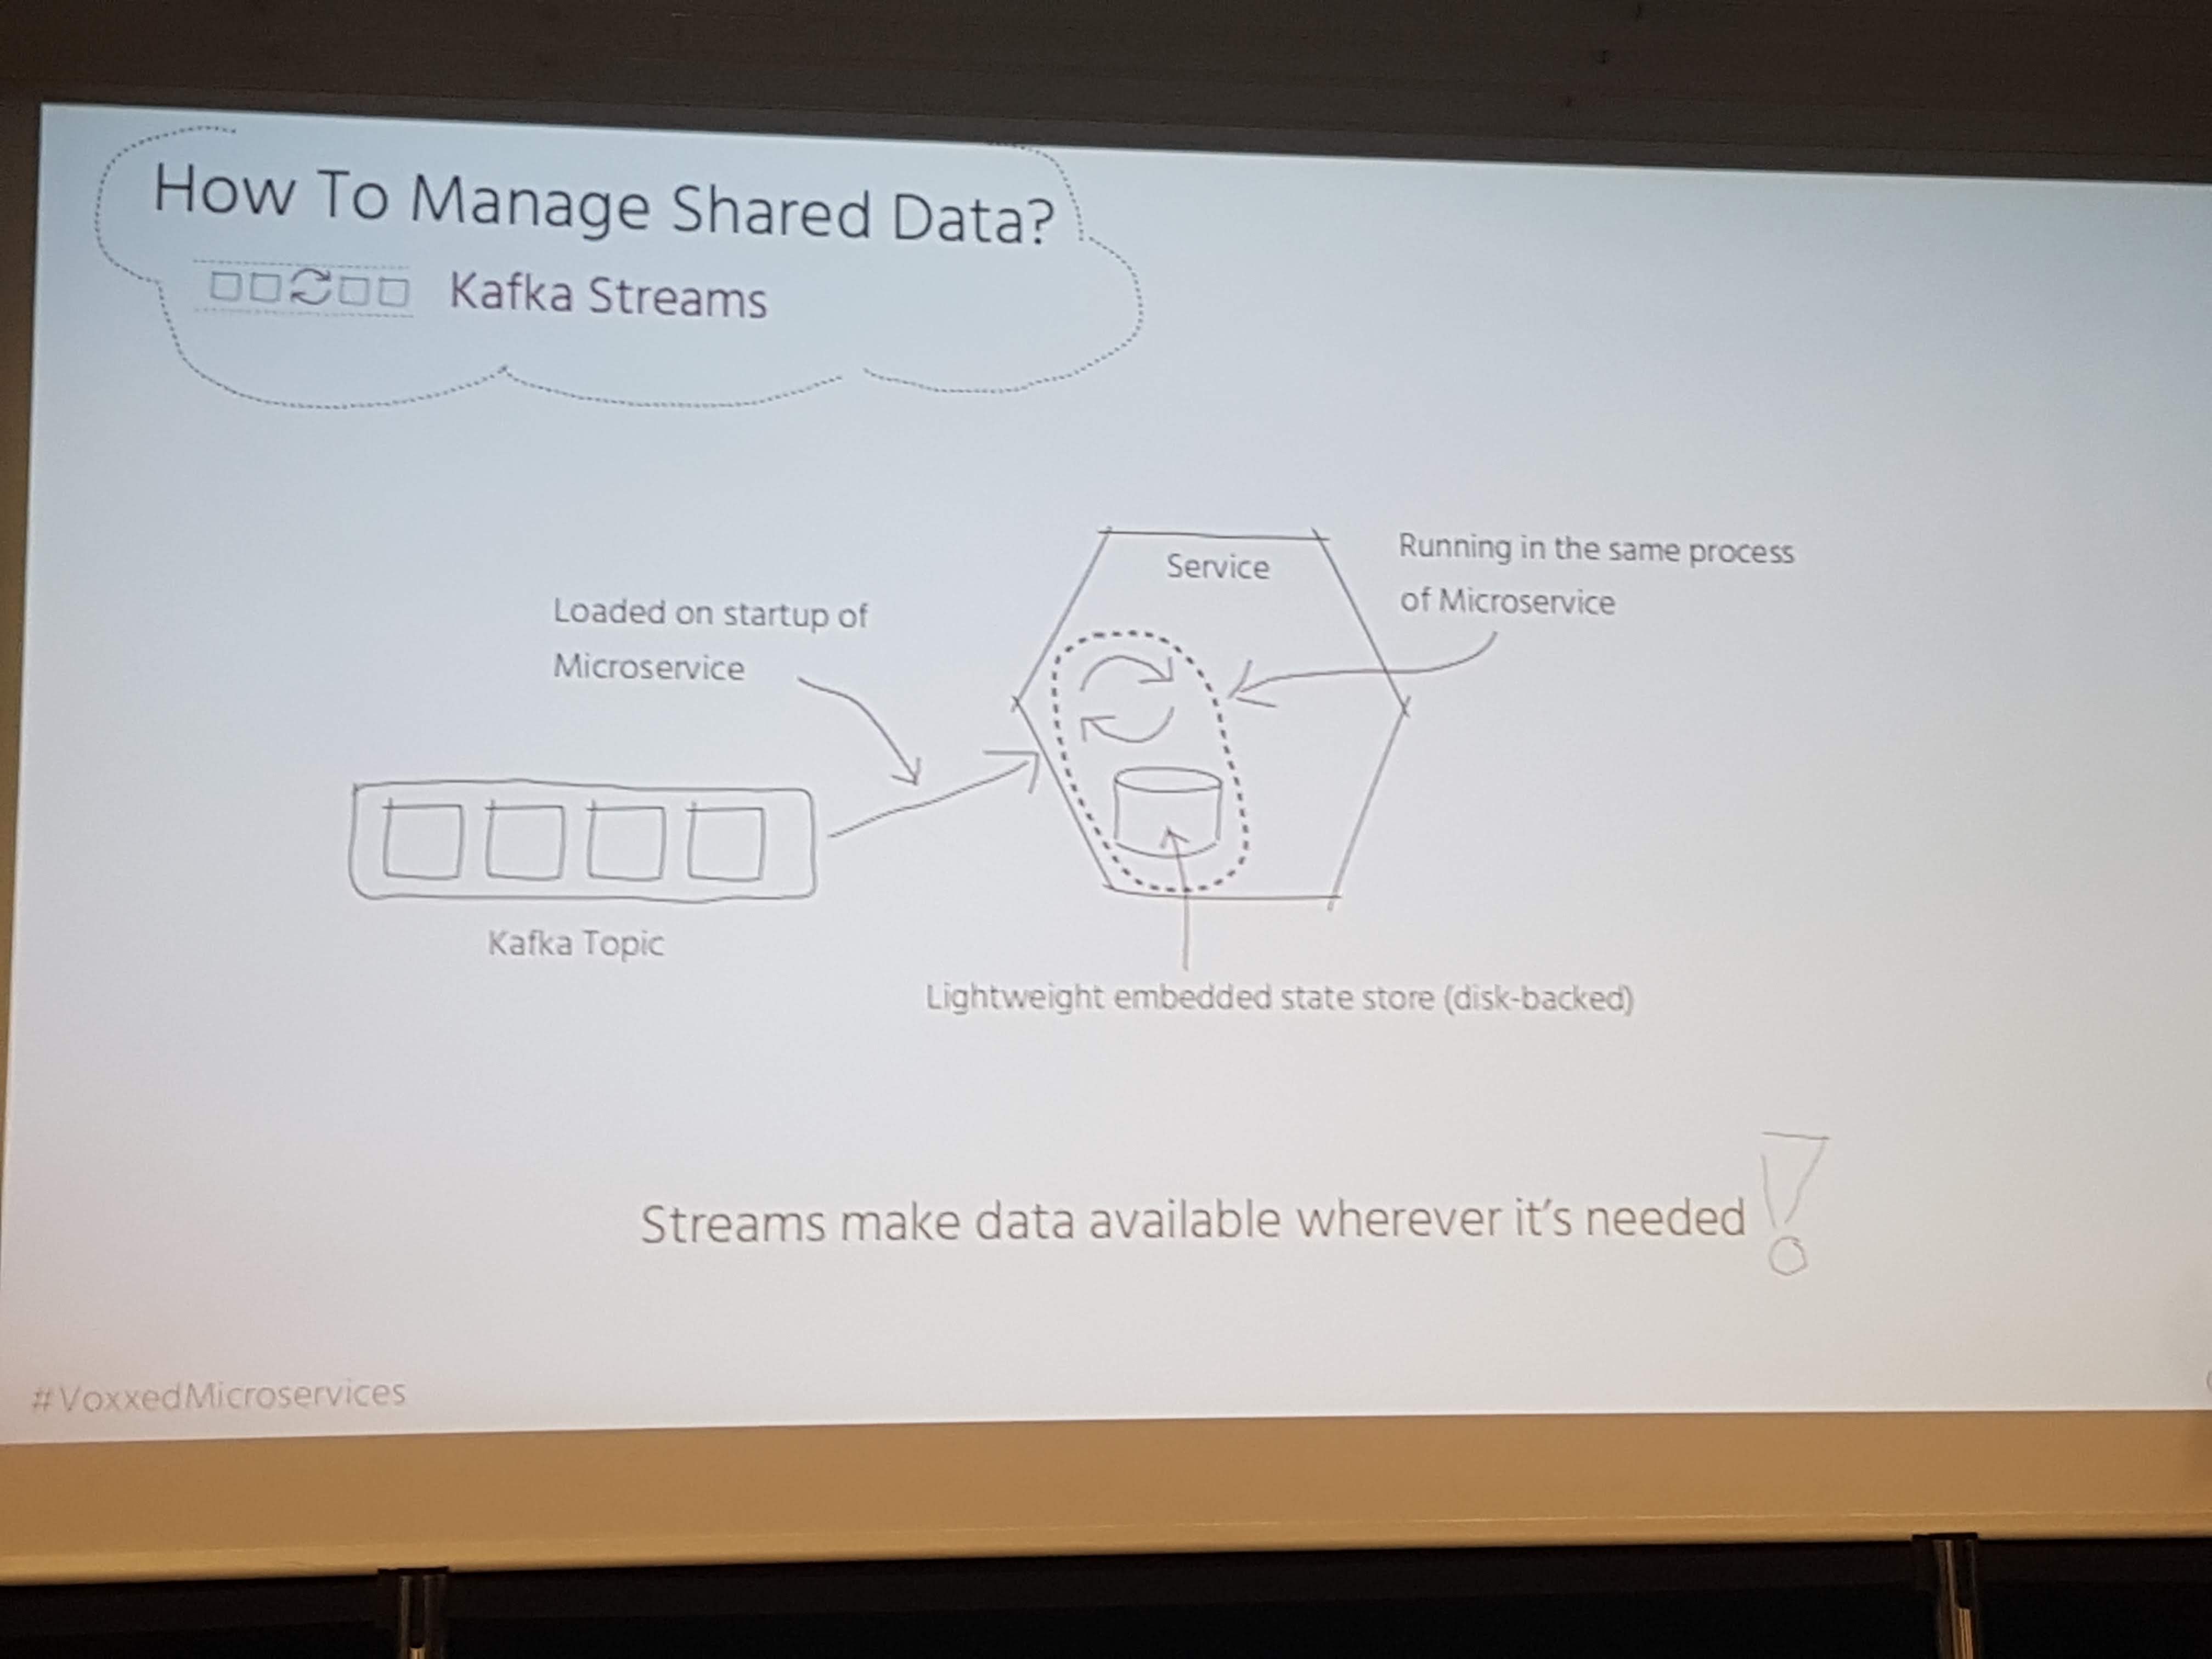 How To Manage Shared Data?
Kafka Streams
Service
Running in the same process
of Microservice
Loaded on startup of
Microservice
Kafka Topic
Lightweight embedded state store (disk-backed)
Streams make data available wherever it's needed!
#VoxxedMicroservices